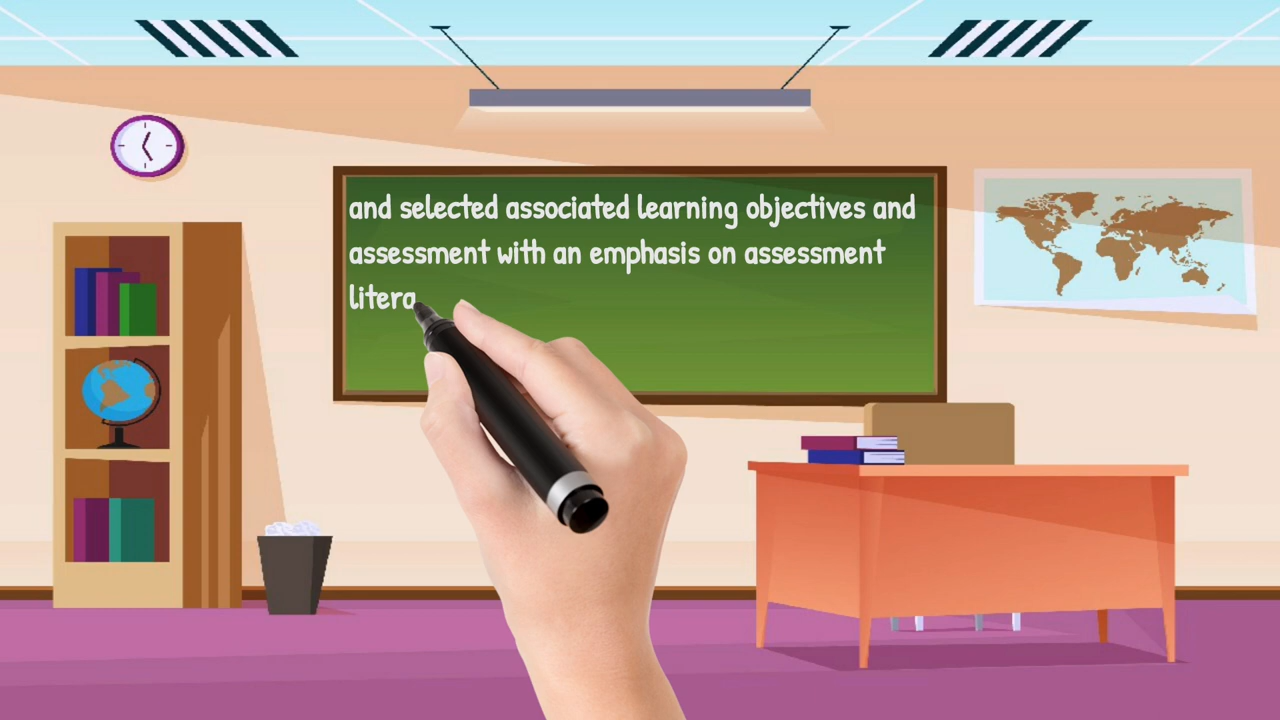 and selected associated learning objectives and
assessment with an emphasis on assessment
litera